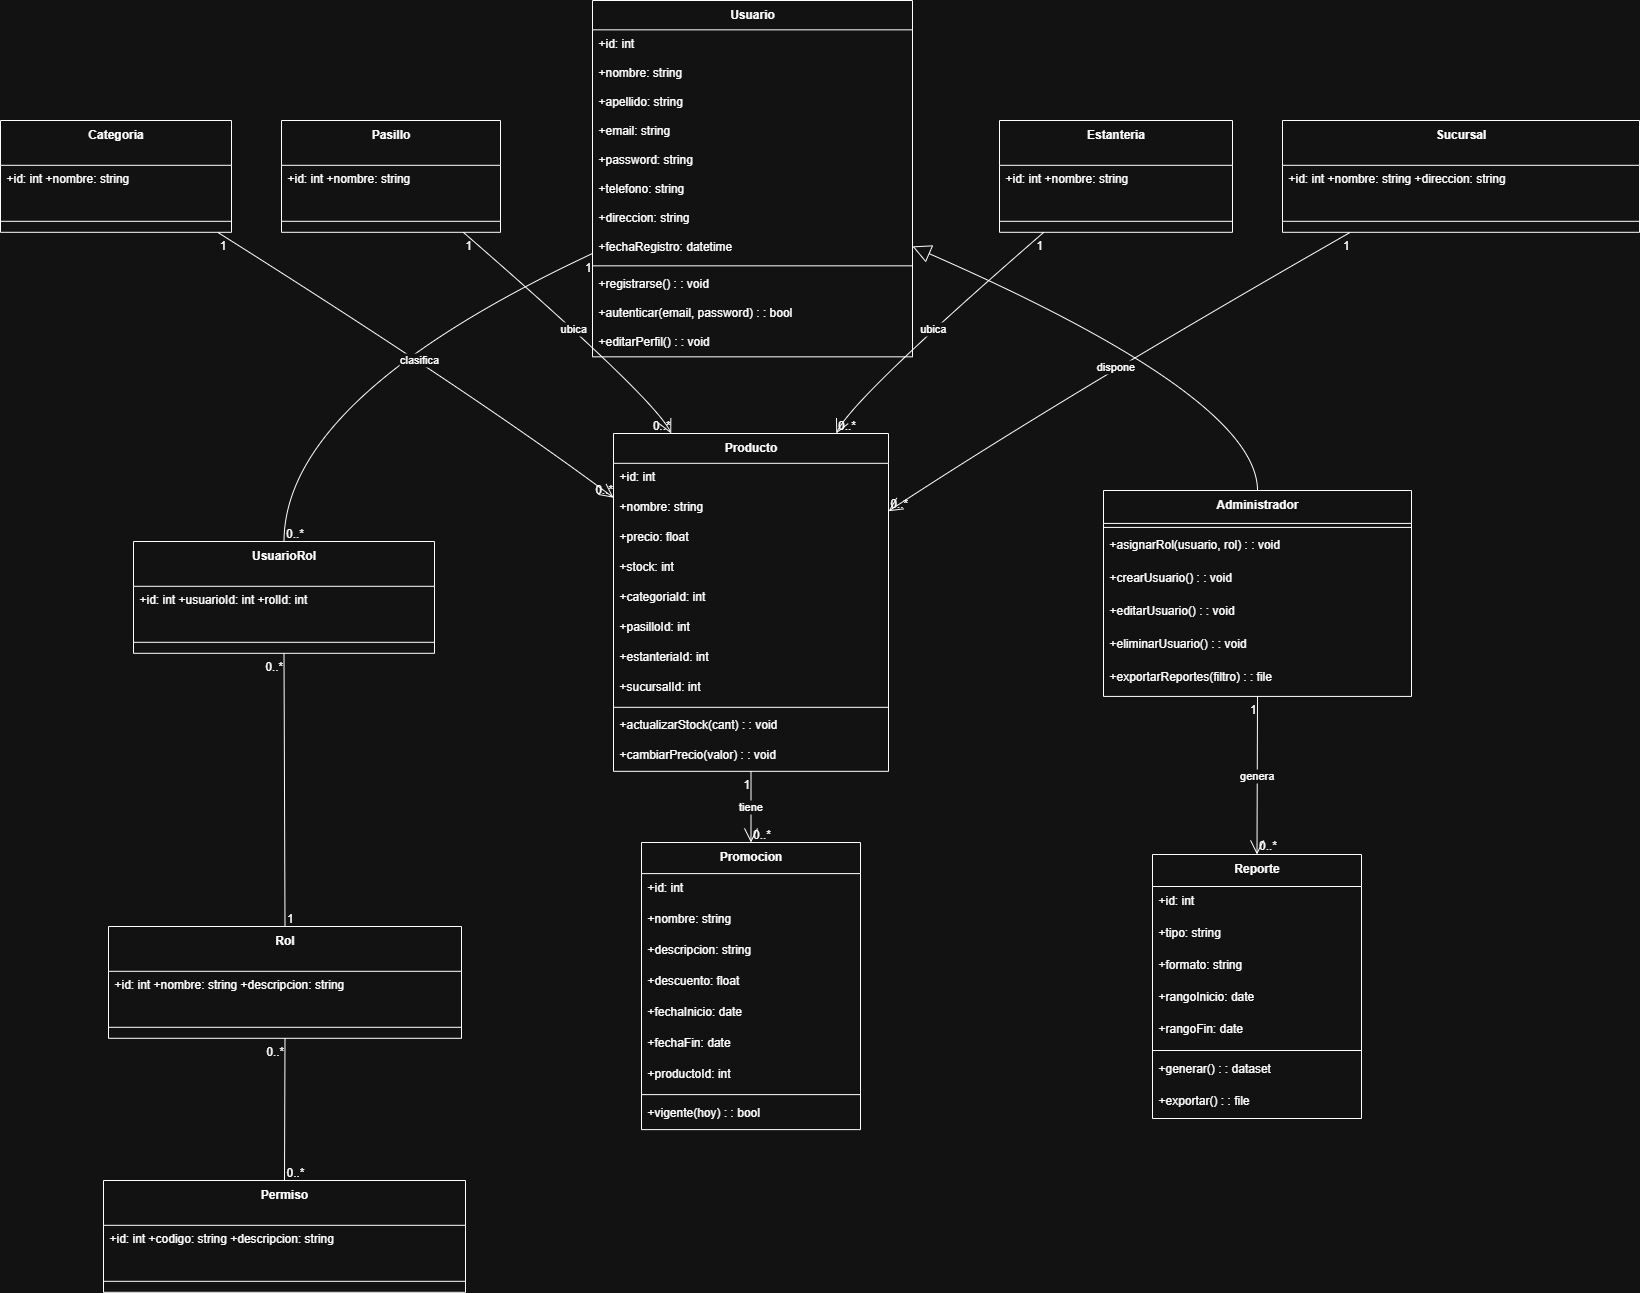 Usuario
+id: int
+nombre: string
+apellido: string
+email: string
+password: string
+telefono: string
+direccion: string
+fechaRegistro: datetime
+registrarse() : : void
+autenticar(email, password) : : bool
+editarPerfil() : : void
Categoria
+id: int +nombre: string
Pasillo
+id: int +nombre: string
Estanteria
+id: int +nombre: string
Sucursal
+id: int +nombre: string +direccion: string
1
1
1
1
1
ubica
ubica
clasifica
dispone
0..*
0..*
0..*
0..*
Producto
+id: int
+nombre: string
+precio: float
+stock: int
+categoriaId: int
+pasilloId: int
+estanteriaId: int
+sucursalId: int
+actualizarStock(cant) : : void
+cambiarPrecio(valor) : : void
Administrador
+asignarRol(usuario, rol) : : void
+crearUsuario() : : void
+editarUsuario() : : void
+eliminarUsuario() : : void
+exportarReportes(filtro) : : file
0..*
UsuarioRol
+id: int +usuarioId: int +rolId: int
0..*
1
genera
0..*
1
tiene
0..*
Promocion
+id: int
+nombre: string
+descripcion: string
+descuento: float
+fechaInicio: date
+fechaFin: date
+productoId: int
+vigente(hoy) : : bool
Reporte
+id: int
+tipo: string
+formato: string
+rangoInicio: date
+rangoFin: date
+generar() : : dataset
+exportar() : : file
1
Rol
+id: int +nombre: string +descripcion: string
0..*
0..*
Permiso
+id: int +codigo: string +descripcion: string